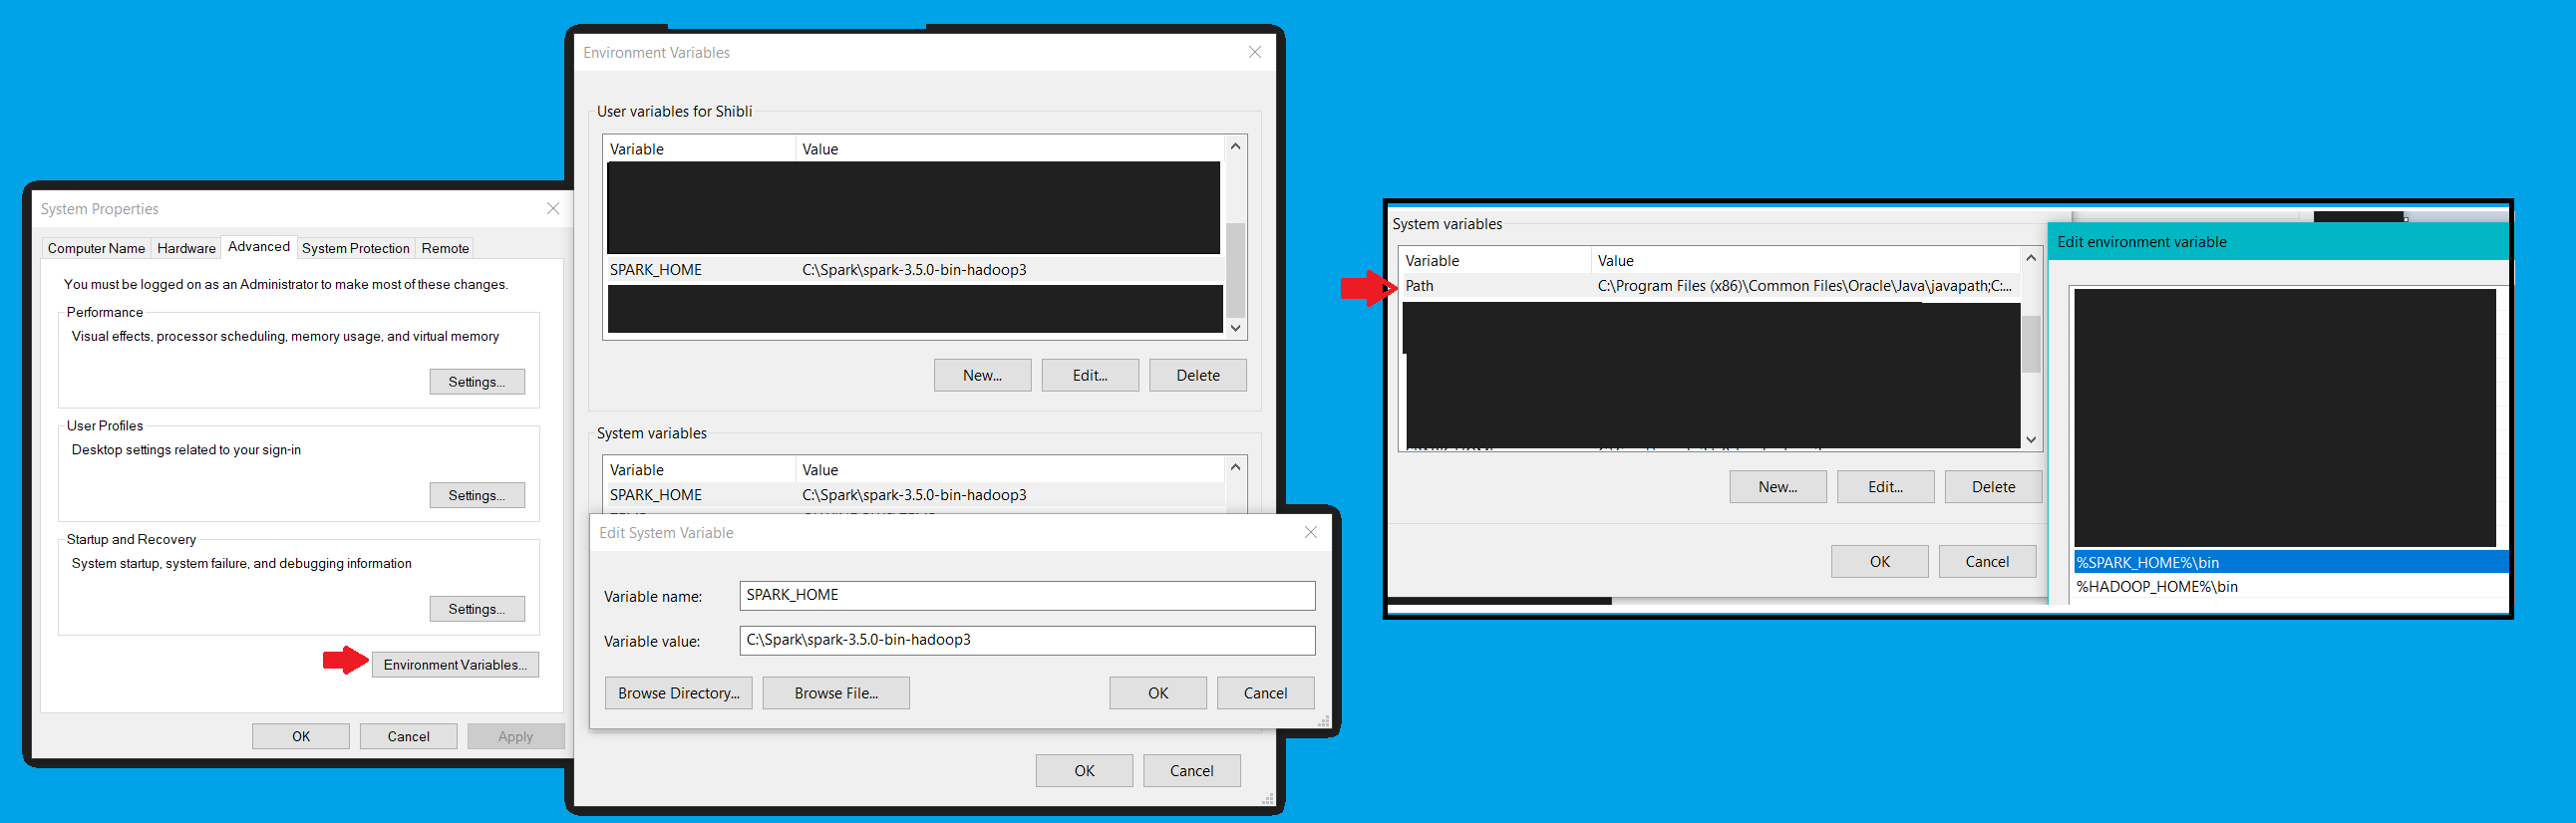 System Properties
Computer Name Hardware Advanced System Protection Remote
You must be logged on as an Administrator to make most of these changes.
Performance
Visual effects, processor scheduling, memory usage, and virtual memory
Settings...
User Profiles
Desktop settings related to your sign-in
Settings...
Startup and Recovery
System startup, system failure, and debugging information
Settings...
Environment Variables...
OK Cancel Apply
Environment Variables
User variables for Shibli
Variable Value
SPARK_HOME C:\Spark\spark-3.5.0-bin-hadoop3
New... Edit... Delete
System variables
Variable Value
SPARK_HOME C:\Spark\spark-3.5.0-bin-hadoop3
Edit System Variable
Variable name: SPARK_HOME
Variable value: C:\Spark\spark-3.5.0-bin-hadoop3
Browse Directory... Browse File... OK Cancel
OK Cancel
System variables
Variable Value
Path C:\Program Files (x86)\Common Files\Oracle\Java\javapath;C:...
New... Edit... Delete
OK Cancel
Edit environment variable
%SPARK_HOME%\bin
%HADOOP_HOME%\bin